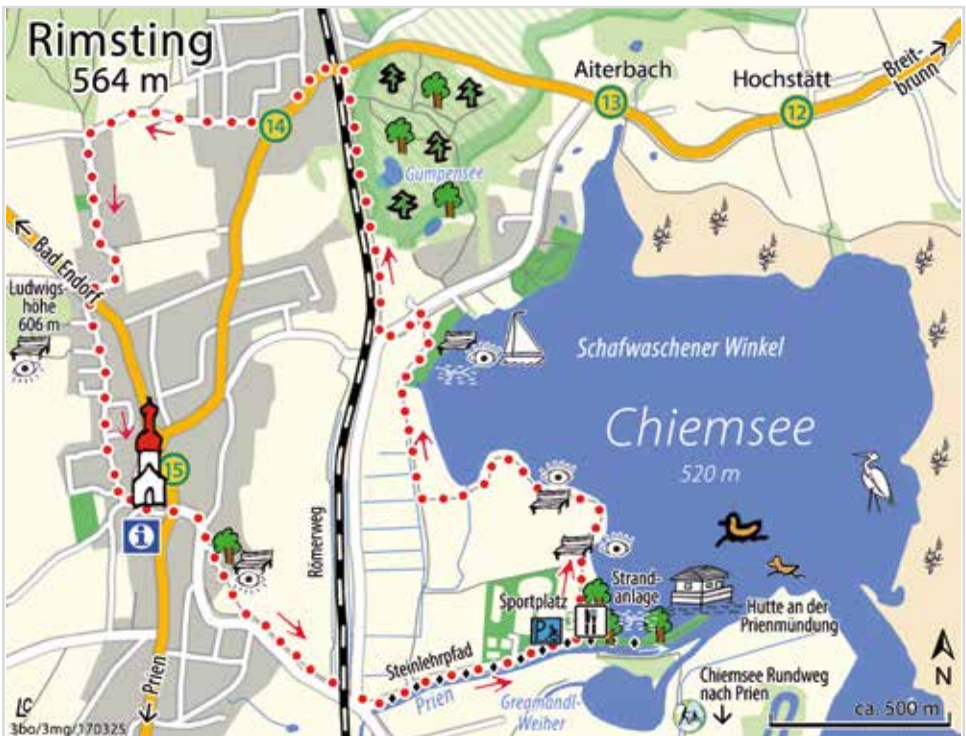 Rimsting
564 m
Aiterbach
Hochstätt
Breit-
brunn
14
13
12
Gumpensee
Bad Endorf
Ludwigs-
höhe
606 m
Schafwaschener Winkel
Chiemsee
520 m
15
i
Römerweg
Sportplatz
Strand-
anlage
P
Hütte an der
Prienmündung
Steinlehrpfad
Prien
Prien
Gregmandl-
Weiher
Chiemsee Rundweg
nach Prien
N
ca. 500 m
LC
3bo/3mg/170325